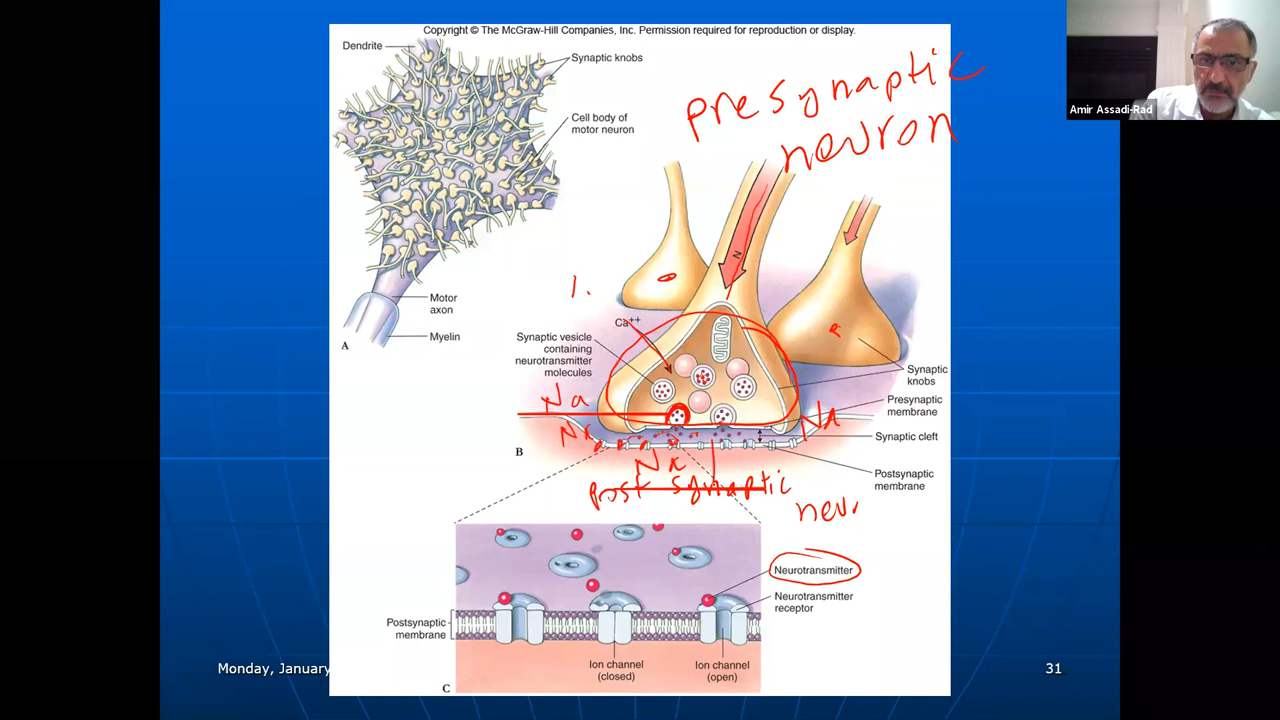 Copyright © The McGraw-Hill Companies, Inc. Permission required for reproduction or display.
Amir Assadi-Rad
Dendrite
Synaptic knobs
Cell body of
motor neuron
Motor
axon
Myelin
A
presynaptic
neuron
1.
N
Ca++
Synaptic vesicle
containing
neurotransmitter
molecules
Synaptic
knobs
Presynaptic
membrane
Synaptic cleft
Postsynaptic
membrane
B
Na
Na
Na
NA
Post synaptic
neu
Neurotransmitter
Neurotransmitter
receptor
Postsynaptic
membrane
Ion channel
(closed)
Ion channel
(open)
C
Monday, January
31